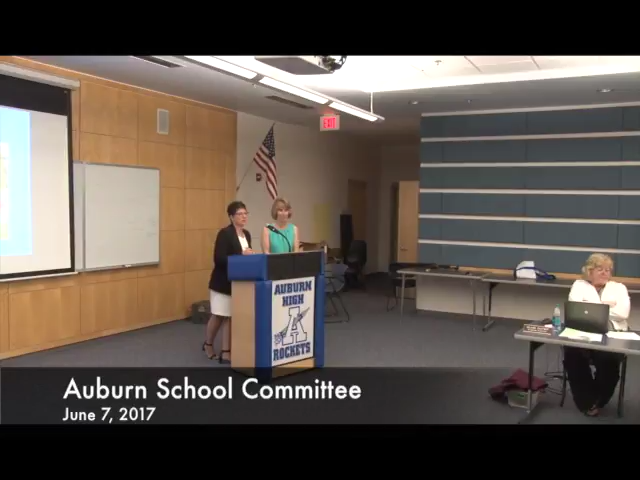 EXIT
AUBURN
HIGH
A
ROCKETS
Auburn School Committee
June 7, 2017